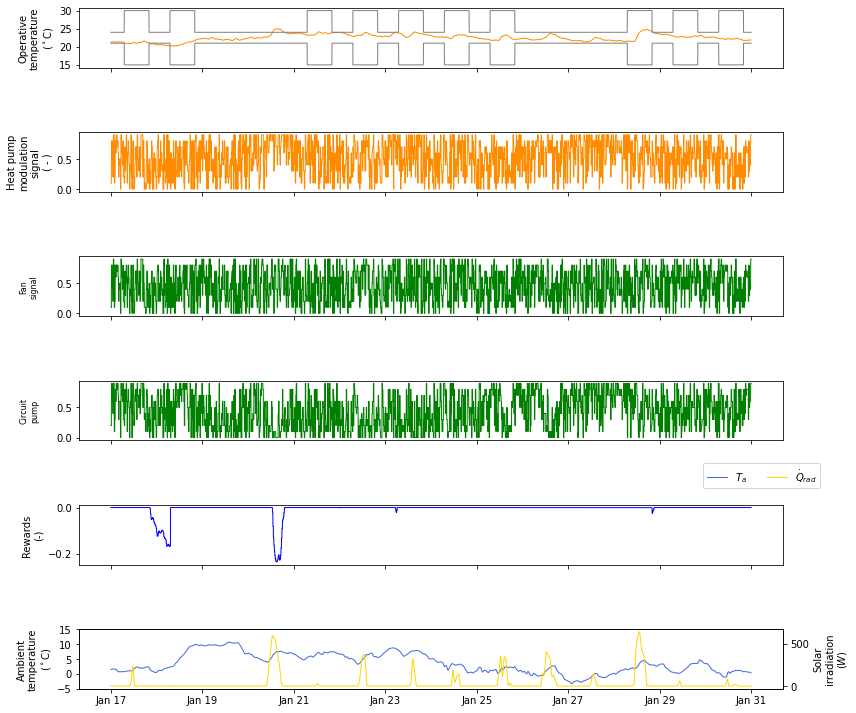 Operative
temperature
(°C)
30
25
20
15
Heat pump
modulation
signal
( - )
0.5
0.0
Fan
signal
0.5
0.0
Circuit
pump
0.5
0.0
T_a Q̇_rad
Rewards
(-)
0.0
−0.2
Ambient
temperature
(°C)
15
10
5
0
−5
500
0
Solar
irradiation
(W)
Jan 17 Jan 19 Jan 21 Jan 23 Jan 25 Jan 27 Jan 29 Jan 31